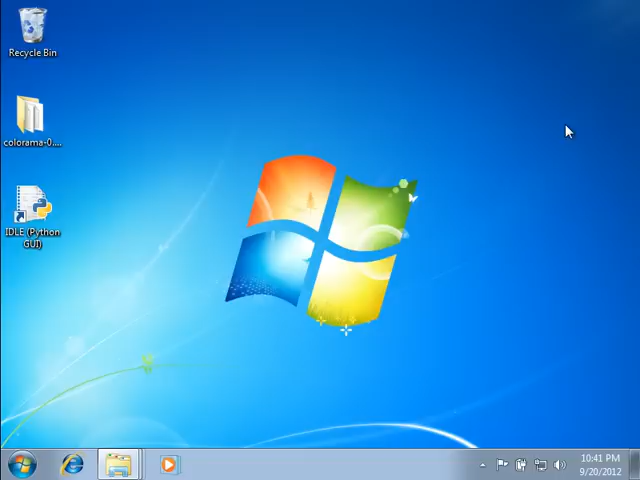 Recycle Bin
colorama-0....
IDLE (Python
GUI)
10:41 PM
9/20/2012